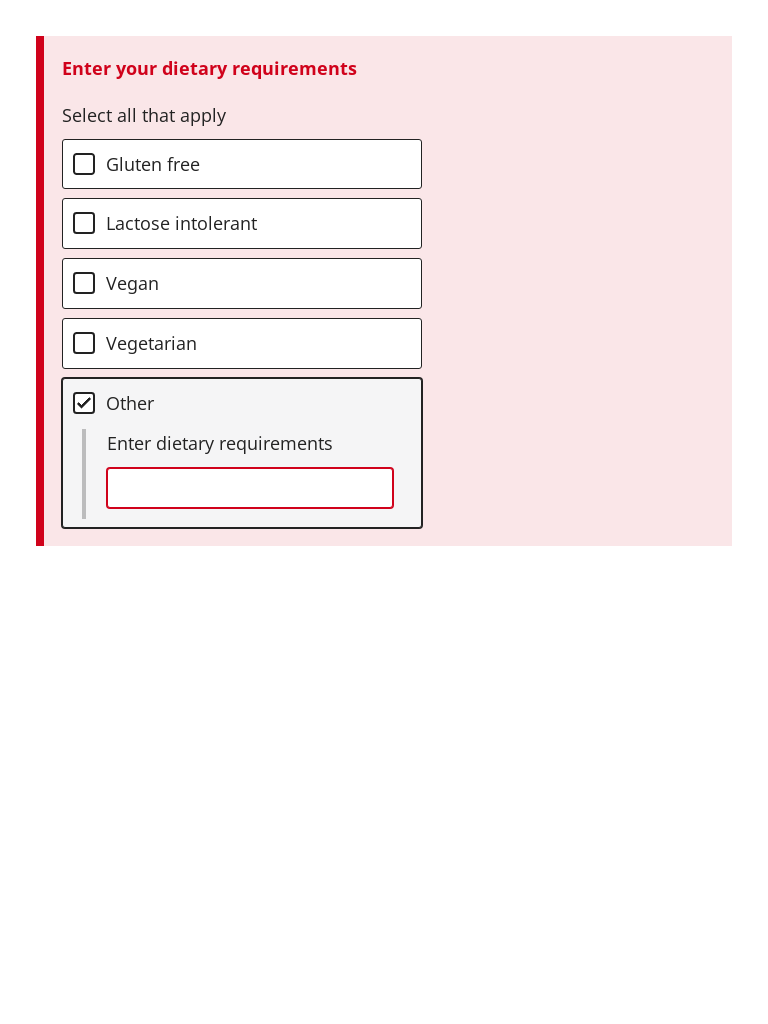 Enter your dietary requirements
Select all that apply
Gluten free
Lactose intolerant
Vegan
Vegetarian
Other
Enter dietary requirements